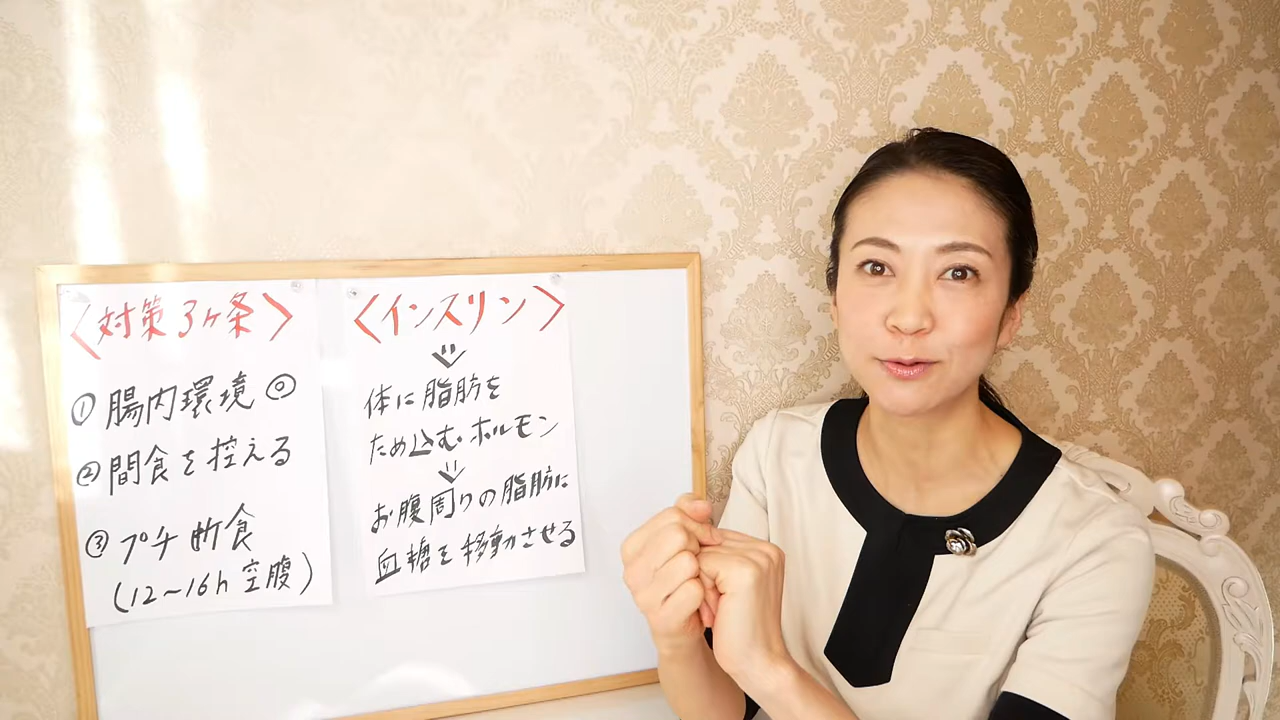 〈対策3ヶ条〉
①腸内環境◎
②間食を控える
③プチ断食
(12～16h空腹)
〈インスリン〉
体に脂肪を
ため込むホルモン
お腹周りの脂肪に
血糖を移動させる